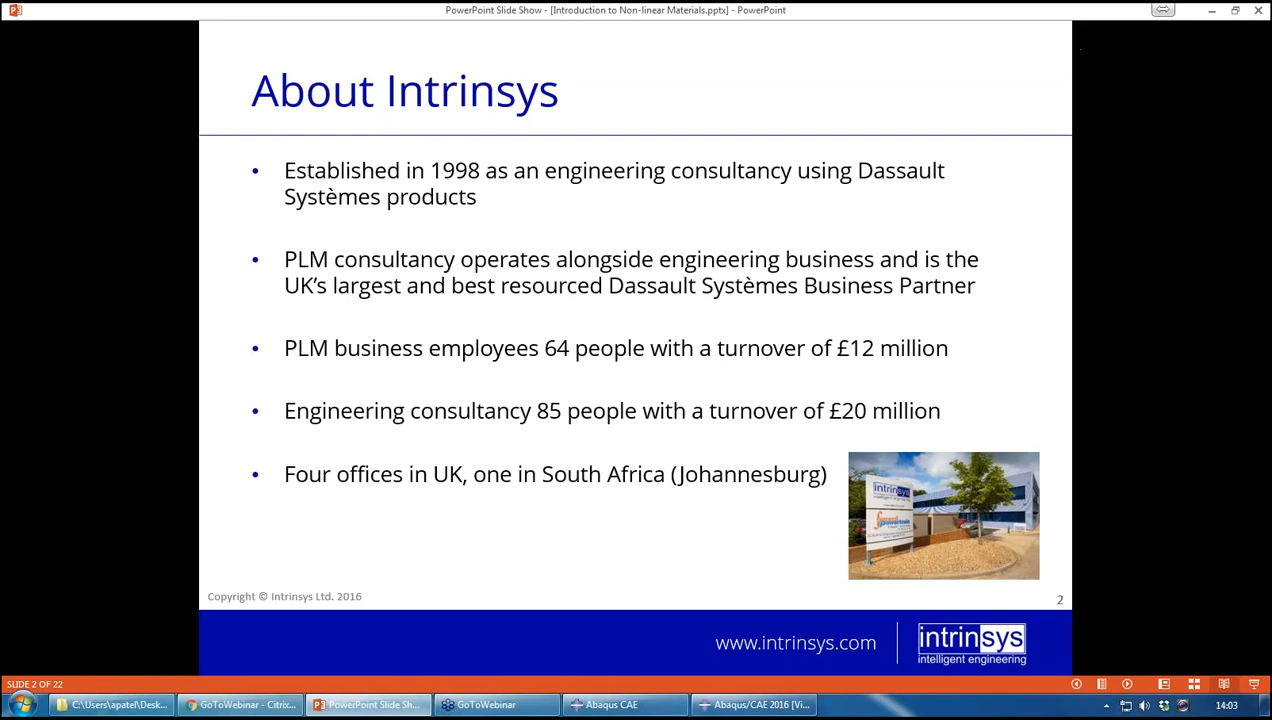 PowerPoint Slide Show - [Introduction to Non-linear Materials.pptx] - PowerPoint
About Intrinsys
• Established in 1998 as an engineering consultancy using Dassault
Systèmes products
• PLM consultancy operates alongside engineering business and is the
UK’s largest and best resourced Dassault Systèmes Business Partner
• PLM business employees 64 people with a turnover of £12 million
• Engineering consultancy 85 people with a turnover of £20 million
• Four offices in UK, one in South Africa (Johannesburg)
intrinsys
Copyright © Intrinsys Ltd. 2016
2
www.intrinsys.com
intrinsys
intelligent engineering
SLIDE 2 OF 22
C:\Users\apatel\Desk...
GoToWebinar - Citrix...
PowerPoint Slide Sh...
GoToWebinar
Abaqus CAE
Abaqus/CAE 2016 [Vi...
14:03